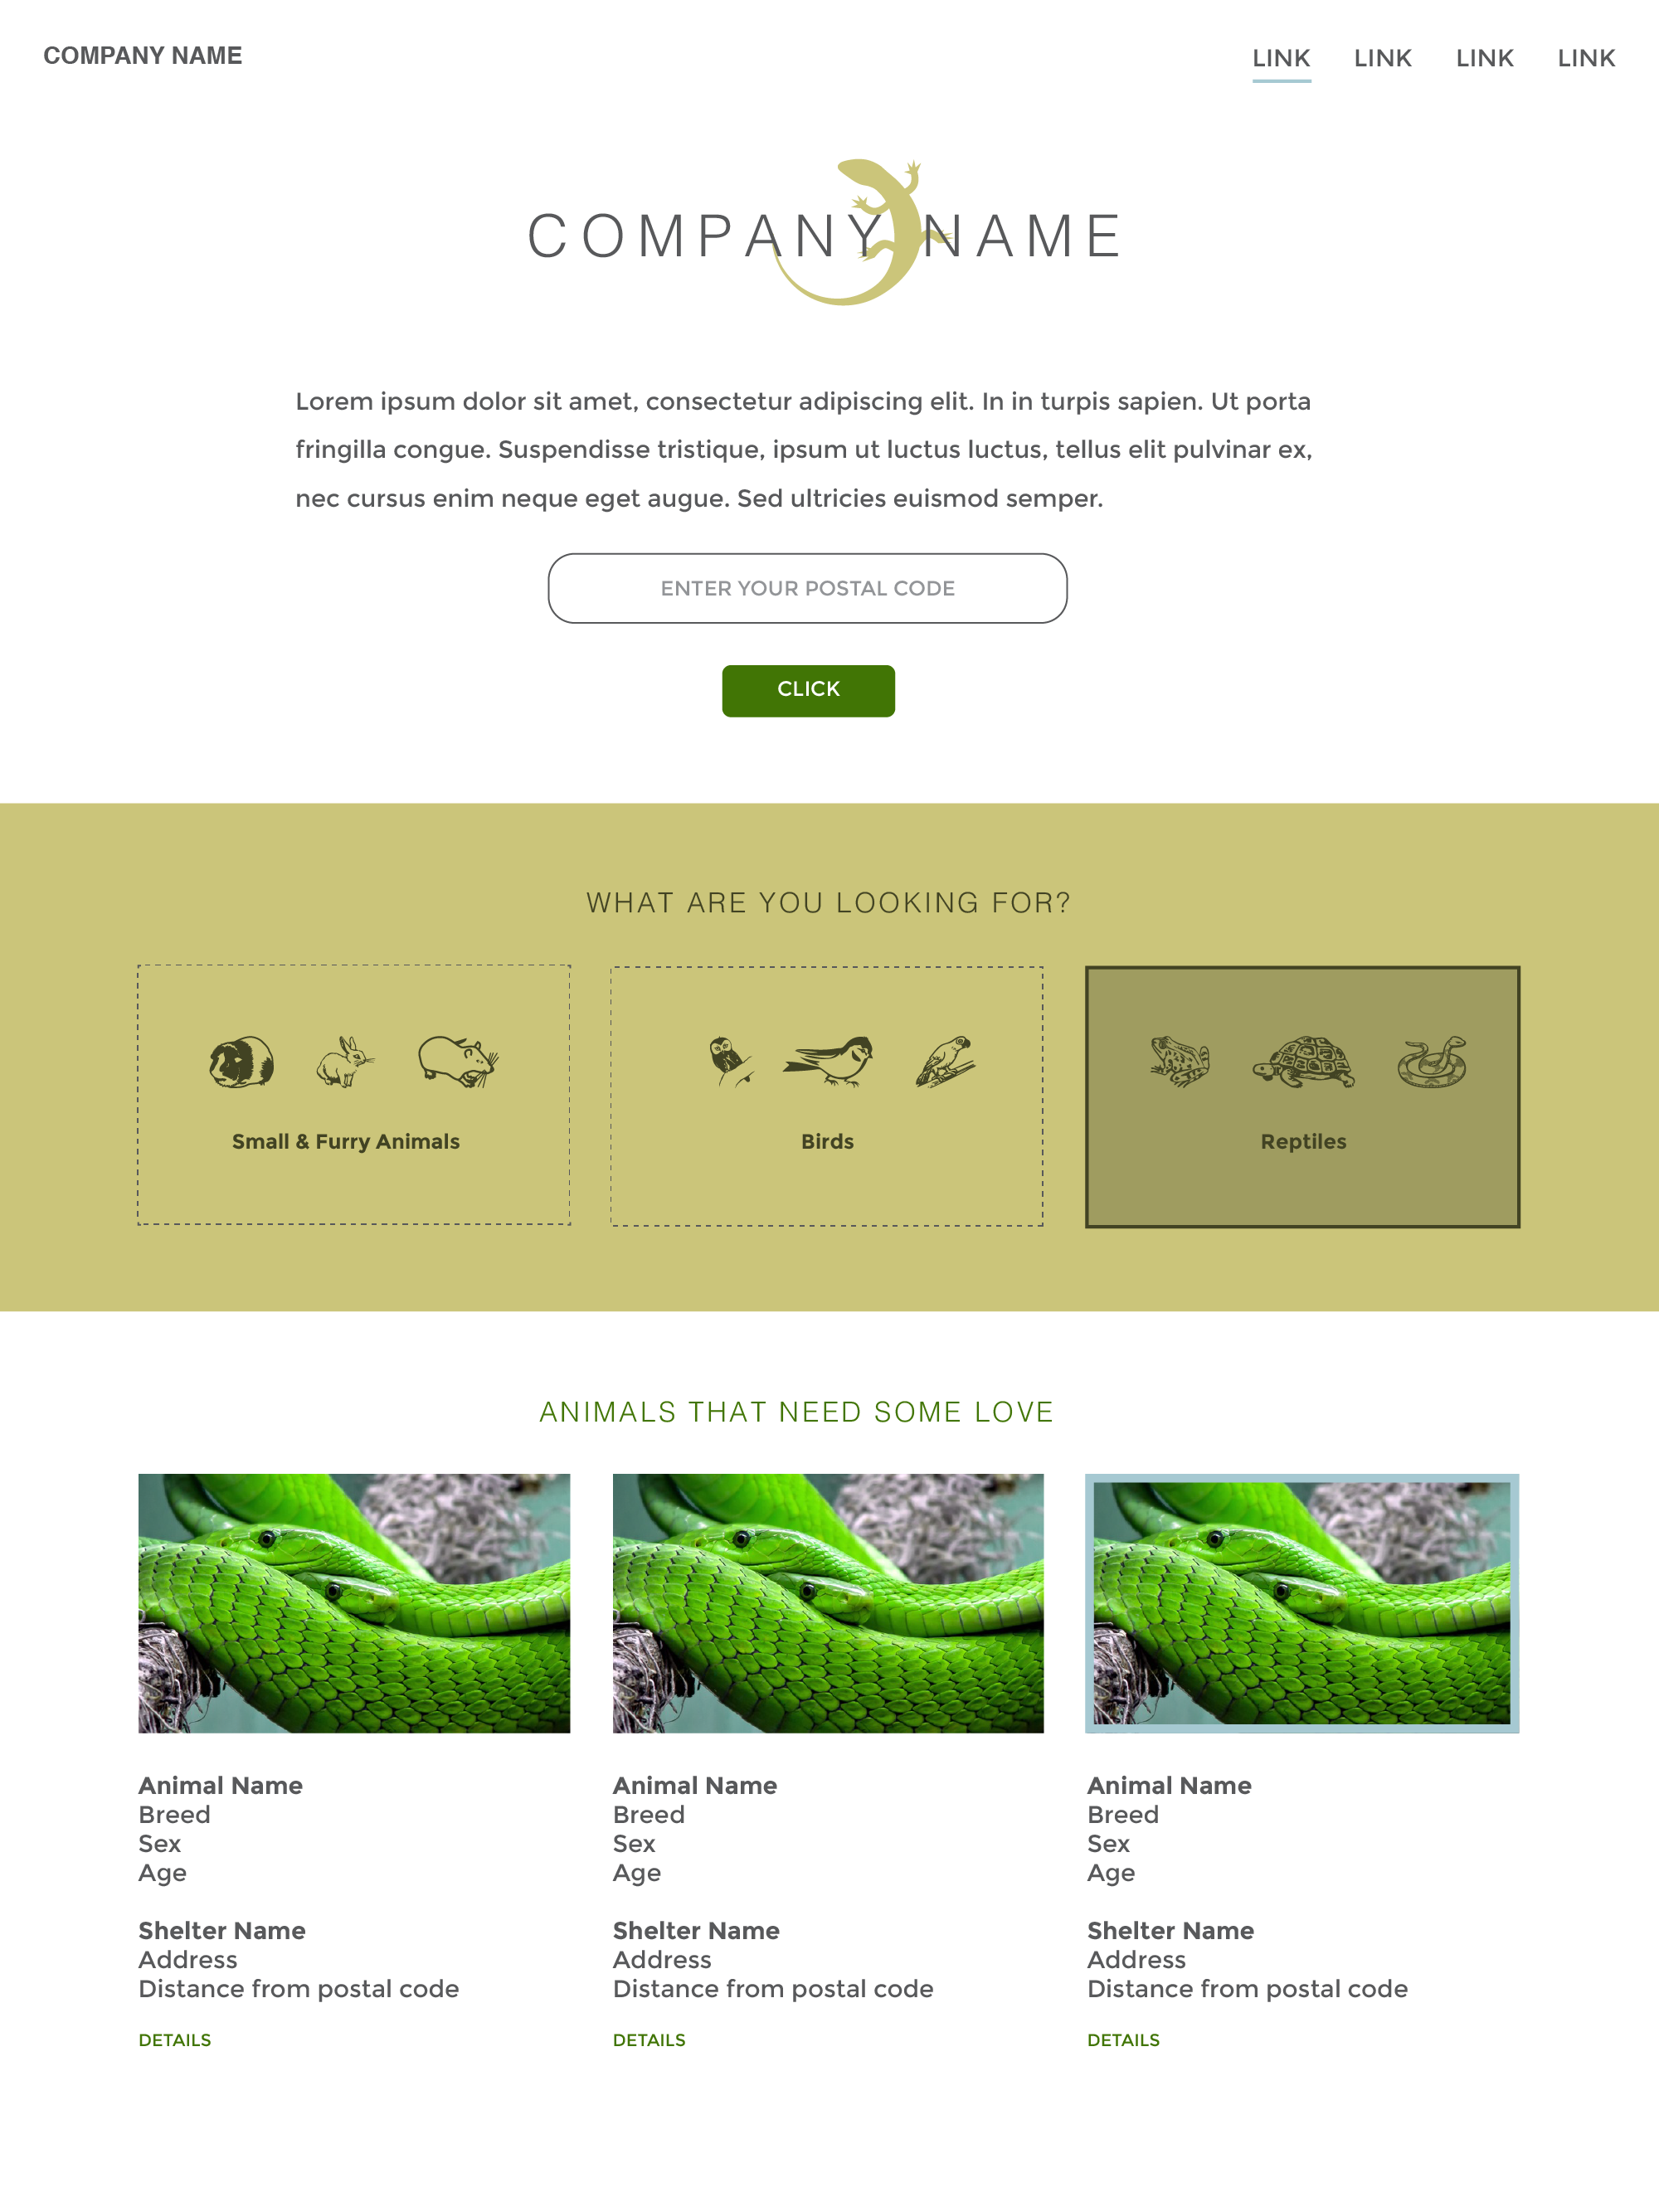 COMPANY NAME
LINK LINK LINK LINK
COMPANY NAME
Lorem ipsum dolor sit amet, consectetur adipiscing elit. In in turpis sapien. Ut porta
fringilla congue. Suspendisse tristique, ipsum ut luctus luctus, tellus elit pulvinar ex,
nec cursus enim neque eget augue. Sed ultricies euismod semper.
ENTER YOUR POSTAL CODE
CLICK
WHAT ARE YOU LOOKING FOR?
Small & Furry Animals
Birds
Reptiles
ANIMALS THAT NEED SOME LOVE
Animal Name
Breed
Sex
Age
Shelter Name
Address
Distance from postal code
DETAILS
Animal Name
Breed
Sex
Age
Shelter Name
Address
Distance from postal code
DETAILS
Animal Name
Breed
Sex
Age
Shelter Name
Address
Distance from postal code
DETAILS